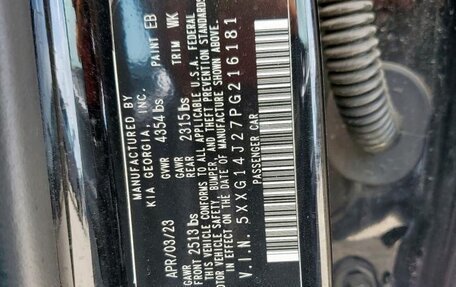 MANUFACTURED BY
KIA GEORGIA, INC. PAINT EB
GVWR 4354 lbs TRIM WK
APR/03/23
GAWR FRONT 2513 lbs GAWR REAR 2315 lbs
THIS VEHICLE CONFORMS TO ALL APPLICABLE U.S.A. FEDERAL
MOTOR VEHICLE SAFETY, BUMPER, AND THEFT PREVENTION STANDARDS
IN EFFECT ON THE DATE OF MANUFACTURE SHOWN ABOVE.
V.I.N. 5XXG14J27PG216181
PASSENGER CAR